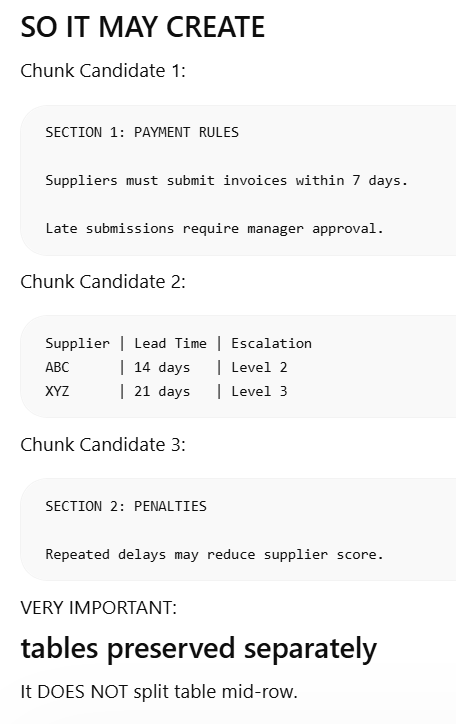 SO IT MAY CREATE
Chunk Candidate 1:
SECTION 1: PAYMENT RULES
Suppliers must submit invoices within 7 days.
Late submissions require manager approval.
Chunk Candidate 2:
Supplier | Lead Time | Escalation
ABC      | 14 days   | Level 2
XYZ      | 21 days   | Level 3
Chunk Candidate 3:
SECTION 2: PENALTIES
Repeated delays may reduce supplier score.
VERY IMPORTANT:
tables preserved separately
It DOES NOT split table mid-row.